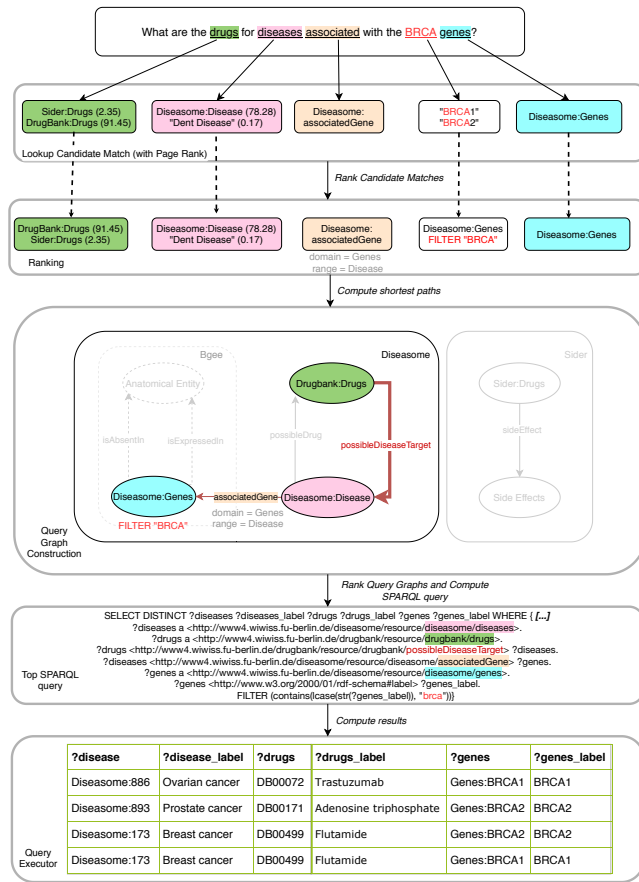 What are the drugs for diseases associated with the BRCA genes?
Sider:Drugs (2.35)
DrugBank:Drugs (91.45)
Diseasome:Disease (78.28)
"Dent Disease" (0.17)
Diseasome:
associatedGene
"BRCA1"
"BRCA2"
Diseasome:Genes
Lookup Candidate Match (with Page Rank)
Rank Candidate Matches
DrugBank:Drugs (91.45)
Sider:Drugs (2.35)
Diseasome:Disease (78.28)
"Dent Disease" (0.17)
Diseasome:
associatedGene
Diseasome:Genes
FILTER "BRCA"
Diseasome:Genes
domain = Genes
range = Disease
Ranking
Compute shortest paths
Bgee
Diseasome
Sider
Anatomical Entity
Drugbank:Drugs
Sider:Drugs
isAbsentIn
isExpressedIn
possibleDrug
possibleDiseaseTarget
sideEffect
Diseasome:Genes
associatedGene
Diseasome:Disease
Side Effects
domain = Genes
range = Disease
FILTER "BRCA"
Query
Graph
Construction
Rank Query Graphs and Compute
SPARQL query
SELECT DISTINCT ?diseases ?diseases_label ?drugs ?drugs_label ?genes ?genes_label WHERE { [...]
?diseases a <http://www4.wiwiss.fu-berlin.de/diseasome/resource/diseasome/diseases>.
?drugs a <http://www4.wiwiss.fu-berlin.de/drugbank/resource/drugbank/drugs>.
?drugs <http://www4.wiwiss.fu-berlin.de/drugbank/resource/drugbank/possibleDiseaseTarget> ?diseases.
?diseases <http://www4.wiwiss.fu-berlin.de/diseasome/resource/diseasome/associatedGene> ?genes.
?genes a <http://www4.wiwiss.fu-berlin.de/diseasome/resource/diseasome/genes>.
?genes <http://www.w3.org/2000/01/rdf-schema#label> ?genes_label.
FILTER (contains(lcase(str(?genes_label)), "brca"))}
Top SPARQL
query
Compute results
?disease ?disease_label ?drugs ?drugs_label ?genes ?genes_label
Diseasome:886 Ovarian cancer DB00072 Trastuzumab Genes:BRCA1 BRCA1
Diseasome:893 Prostate cancer DB00171 Adenosine triphosphate Genes:BRCA2 BRCA2
Diseasome:173 Breast cancer DB00499 Flutamide Genes:BRCA2 BRCA2
Diseasome:173 Breast cancer DB00499 Flutamide Genes:BRCA1 BRCA1
Query
Executor